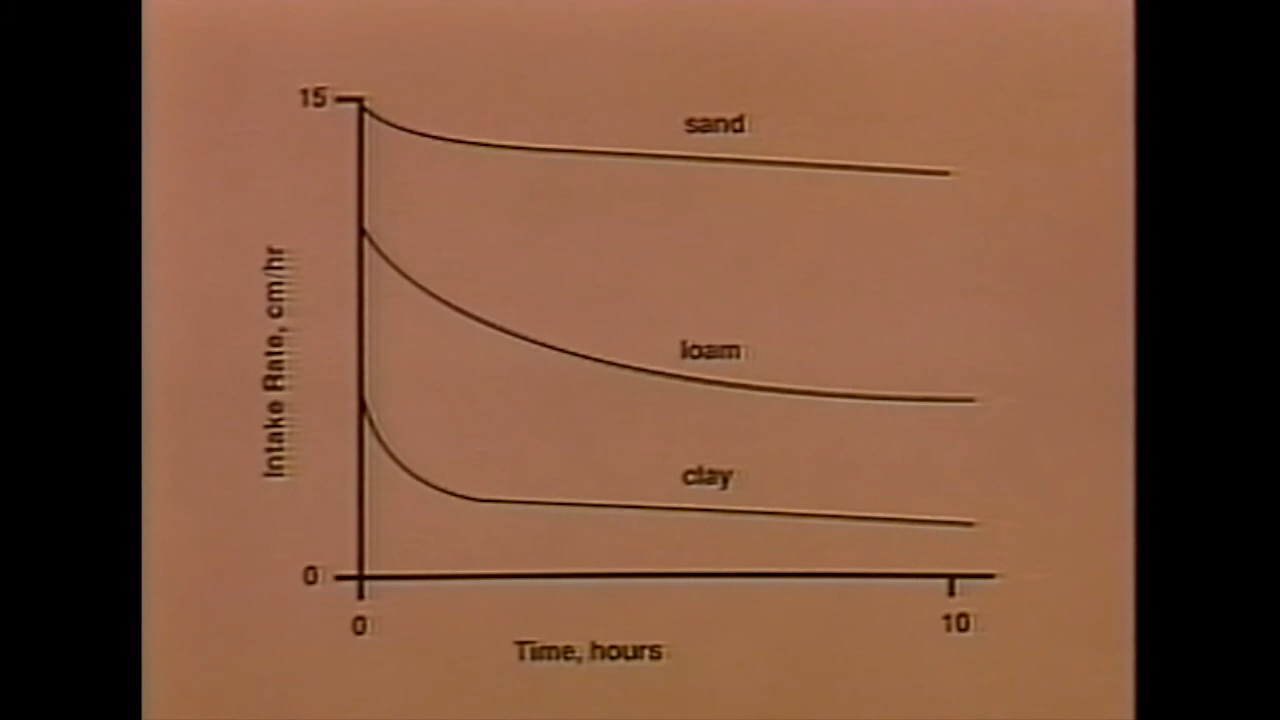 15
sand
Intake Rate, cm/hr
loam
clay
0
0
10
Time, hours